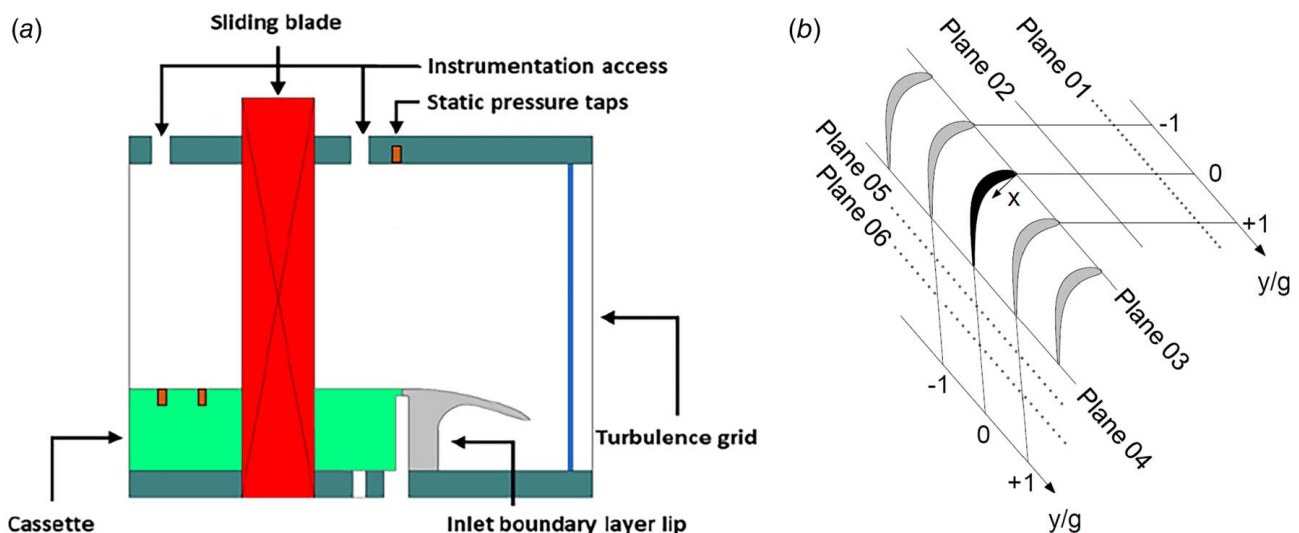 (a)
Sliding blade
Instrumentation access
Static pressure taps
Turbulence grid
Cassette
Inlet boundary layer lip
(b)
Plane 01
Plane 02
-1
0
+1
y/g
Plane 05
Plane 06
x
Plane 03
Plane 04
-1
0
+1
y/g